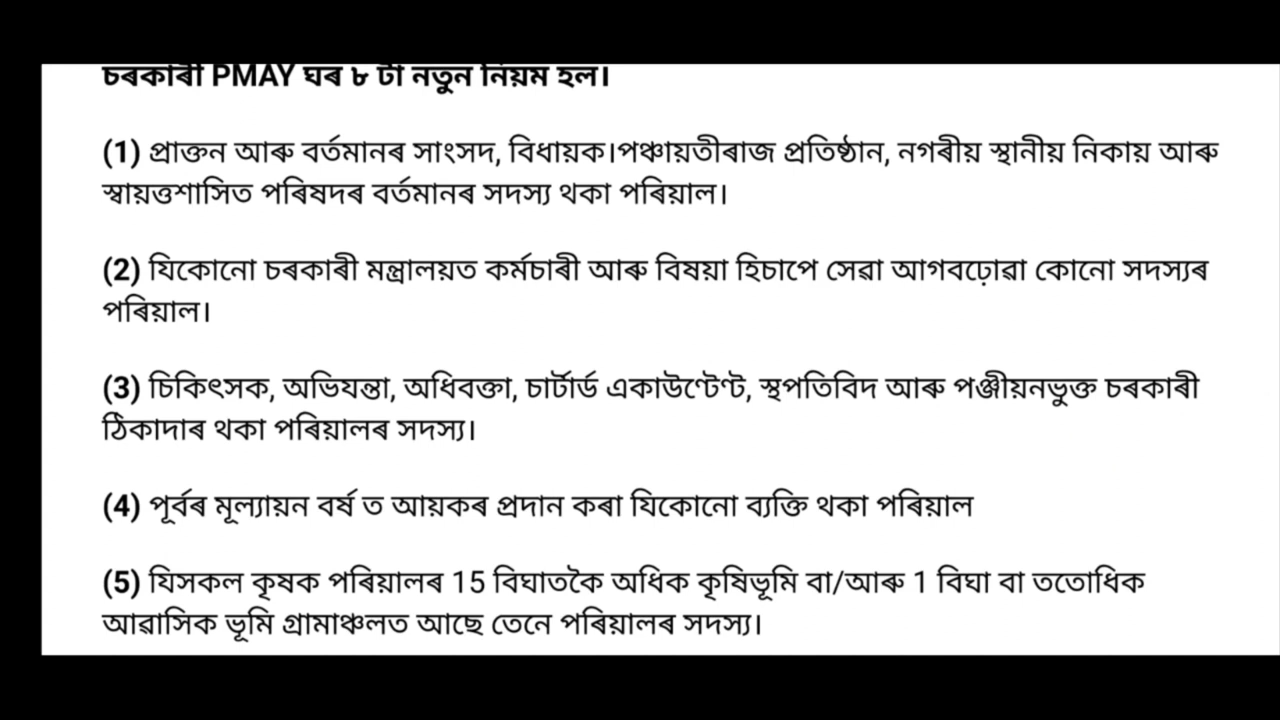 চৰকাৰী PMAY ঘৰ ৮ টা নতুন নিয়ম হল।
(1) প্ৰাক্তন আৰু বৰ্তমানৰ সাংসদ, বিধায়ক।পঞ্চায়তীৰাজ প্ৰতিষ্ঠান, নগৰীয় স্থানীয় নিকায় আৰু
স্বায়ত্তশাসিত পৰিষদৰ বৰ্তমানৰ সদস্য থকা পৰিয়াল।
(2) যিকোনো চৰকাৰী মন্ত্ৰালয়ত কৰ্মচাৰী আৰু বিষয়া হিচাপে সেৱা আগবঢ়োৱা কোনো সদস্যৰ
পৰিয়াল।
(3) চিকিৎসক, অভিযন্তা, অধিবক্তা, চাৰ্টাৰ্ড একাউণ্টেণ্ট, স্থপতিবিদ আৰু পঞ্জীয়নভুক্ত চৰকাৰী
ঠিকাদাৰ থকা পৰিয়ালৰ সদস্য।
(4) পূৰ্বৰ মূল্যায়ন বৰ্ষ ত আয়কৰ প্ৰদান কৰা যিকোনো ব্যক্তি থকা পৰিয়াল
(5) যিসকল কৃষক পৰিয়ালৰ 15 বিঘাতকৈ অধিক কৃষিভূমি বা/আৰু 1 বিঘা বা ততোধিক
আৱাসিক ভূমি গ্ৰামাঞ্চলত আছে তেনে পৰিয়ালৰ সদস্য।